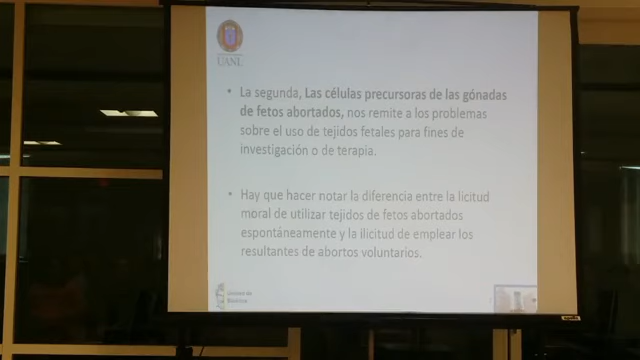 UANL
• La segunda, Las células precursoras de las gónadas
de fetos abortados, nos remite a los problemas
sobre el uso de tejidos fetales para fines de
investigación o de terapia.
• Hay que hacer notar la diferencia entre la licitud
moral de utilizar tejidos de fetos abortados
espontáneamente y la ilicitud de emplear los
resultantes de abortos voluntarios.